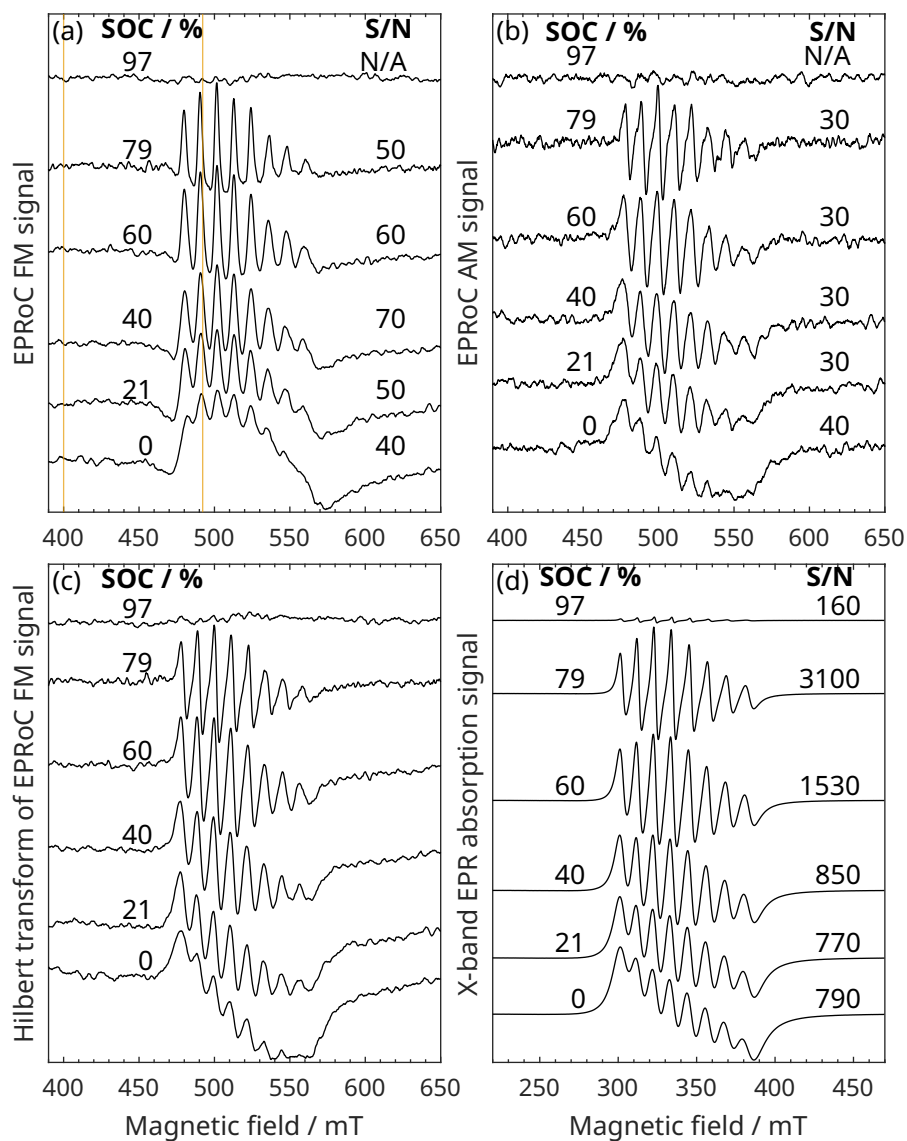 (a) SOC / % S/N
97 N/A
79 50
60 60
40 70
21 50
0 40
EPRoC FM signal
400 450 500 550 600 650
(b) SOC / % S/N
97 N/A
79 30
60 30
40 30
21 30
0 40
EPRoC AM signal
400 450 500 550 600 650
(c) SOC / %
97
79
60
40
21
0
Hilbert transform of EPRoC FM signal
400 450 500 550 600 650
Magnetic field / mT
(d) SOC / % S/N
97 160
79 3100
60 1530
40 850
21 770
0 790
X-band EPR absorption signal
250 300 350 400 450
Magnetic field / mT